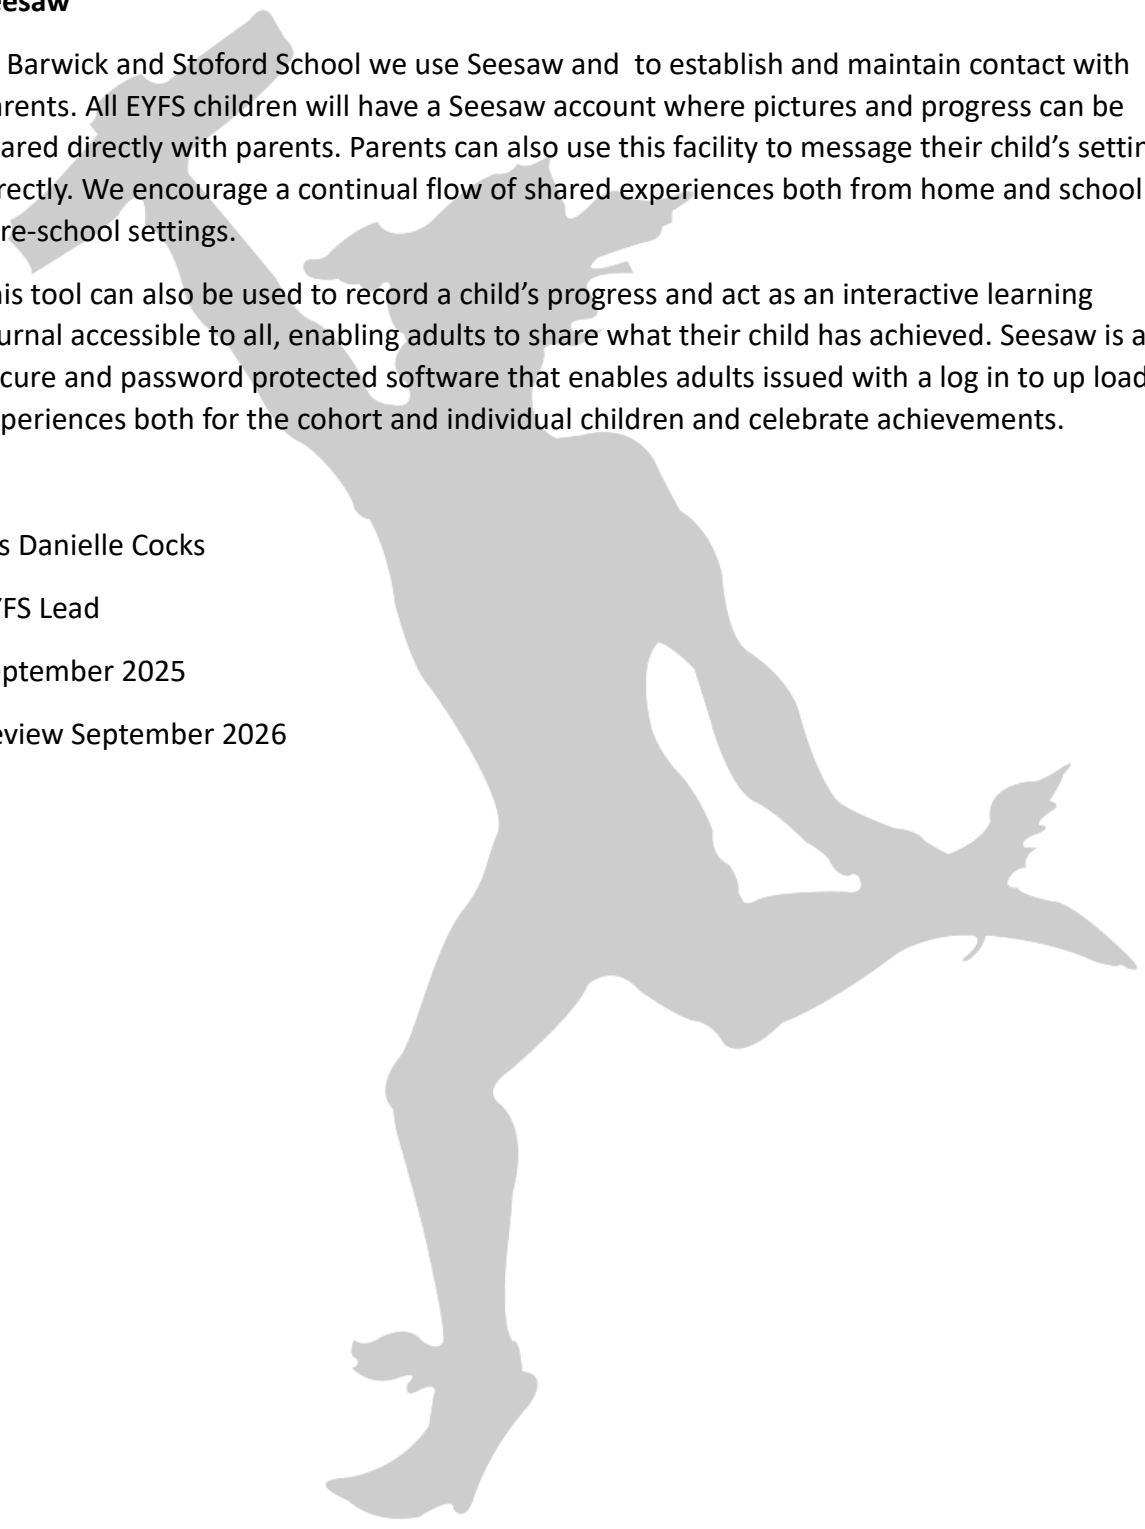 eesaw
Barwick and Stoford School we use Seesaw and  to establish and maintain contact with
arents. All EYFS children will have a Seesaw account where pictures and progress can be
ared directly with parents. Parents can also use this facility to message their child’s settin
rectly. We encourage a continual flow of shared experiences both from home and school
re-school settings.
is tool can also be used to record a child’s progress and act as an interactive learning
urnal accessible to all, enabling adults to share what their child has achieved. Seesaw is a
cure and password protected software that enables adults issued with a log in to up load
periences both for the cohort and individual children and celebrate achievements.
s Danielle Cocks
FS Lead
ptember 2025
eview September 2026